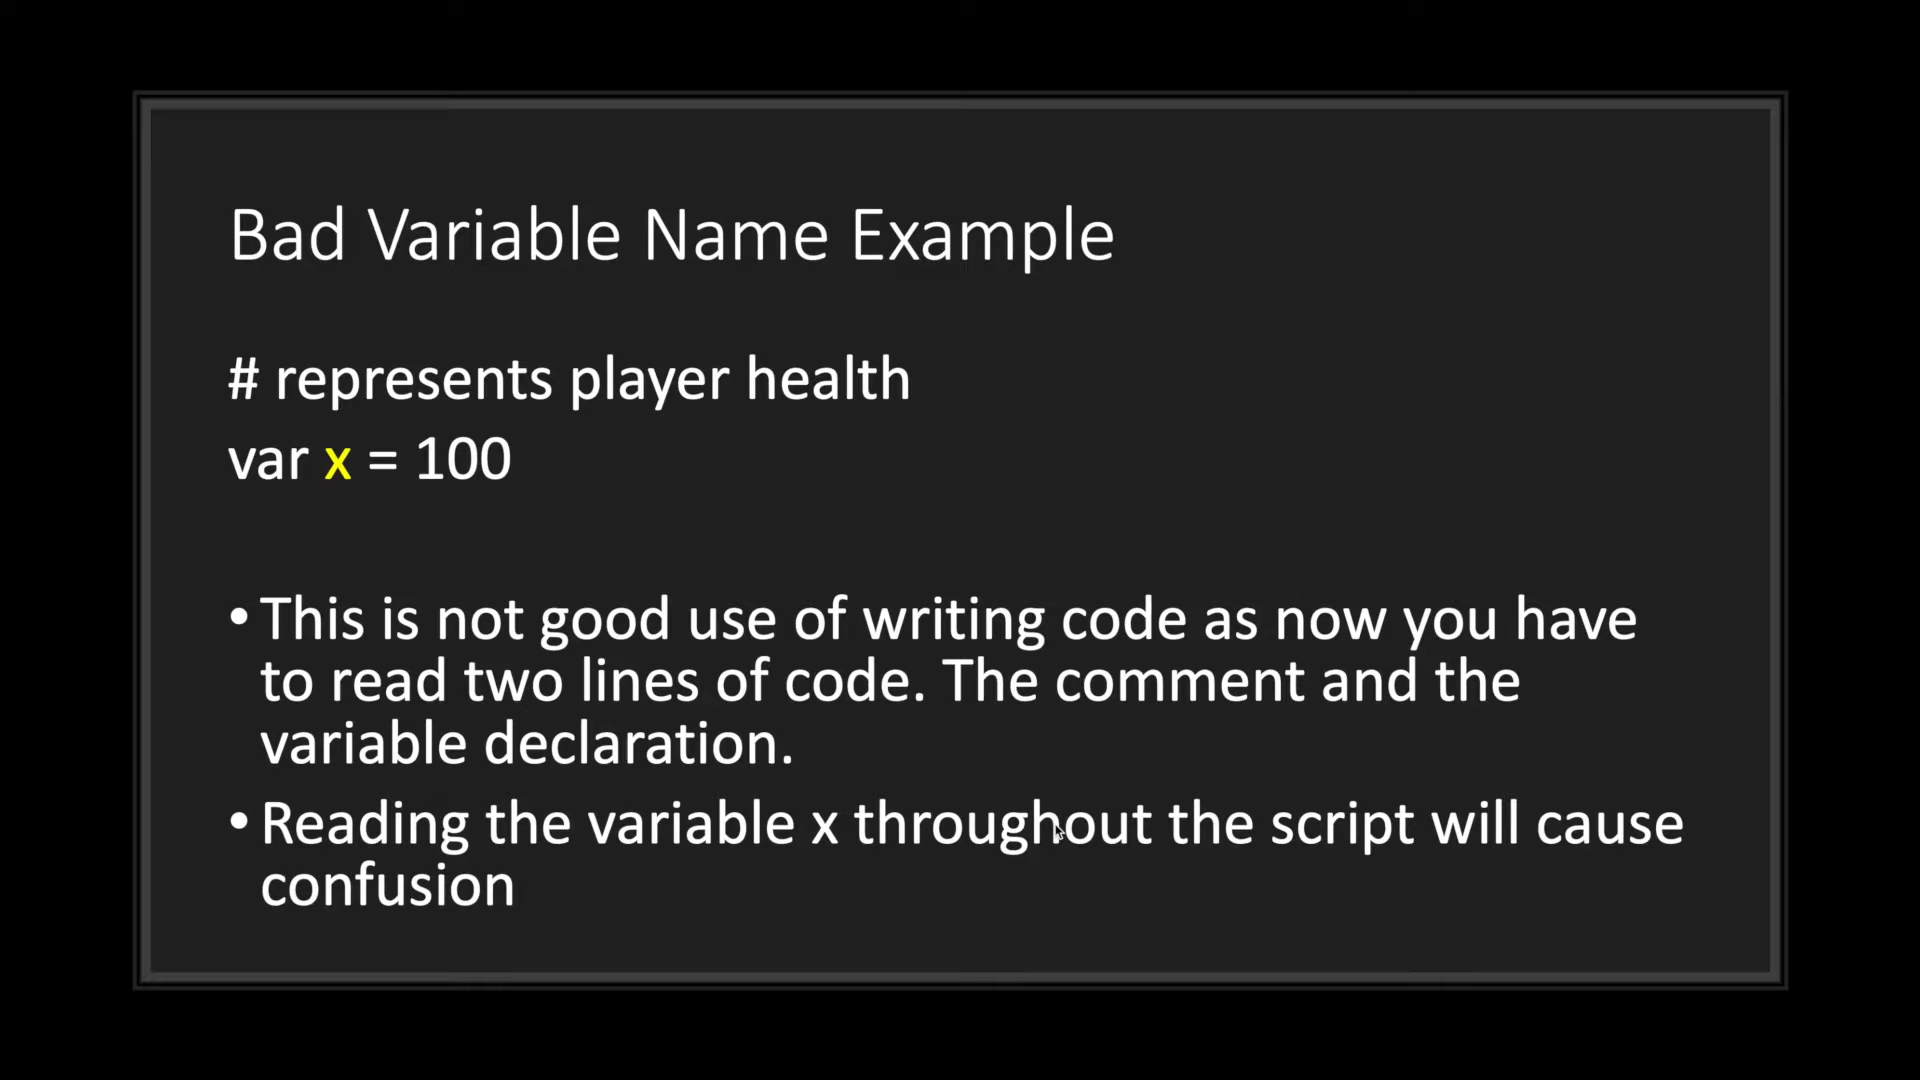 Bad Variable Name Example
# represents player health
var x = 100
• This is not good use of writing code as now you have
to read two lines of code. The comment and the
variable declaration.
• Reading the variable x throughout the script will cause
confusion